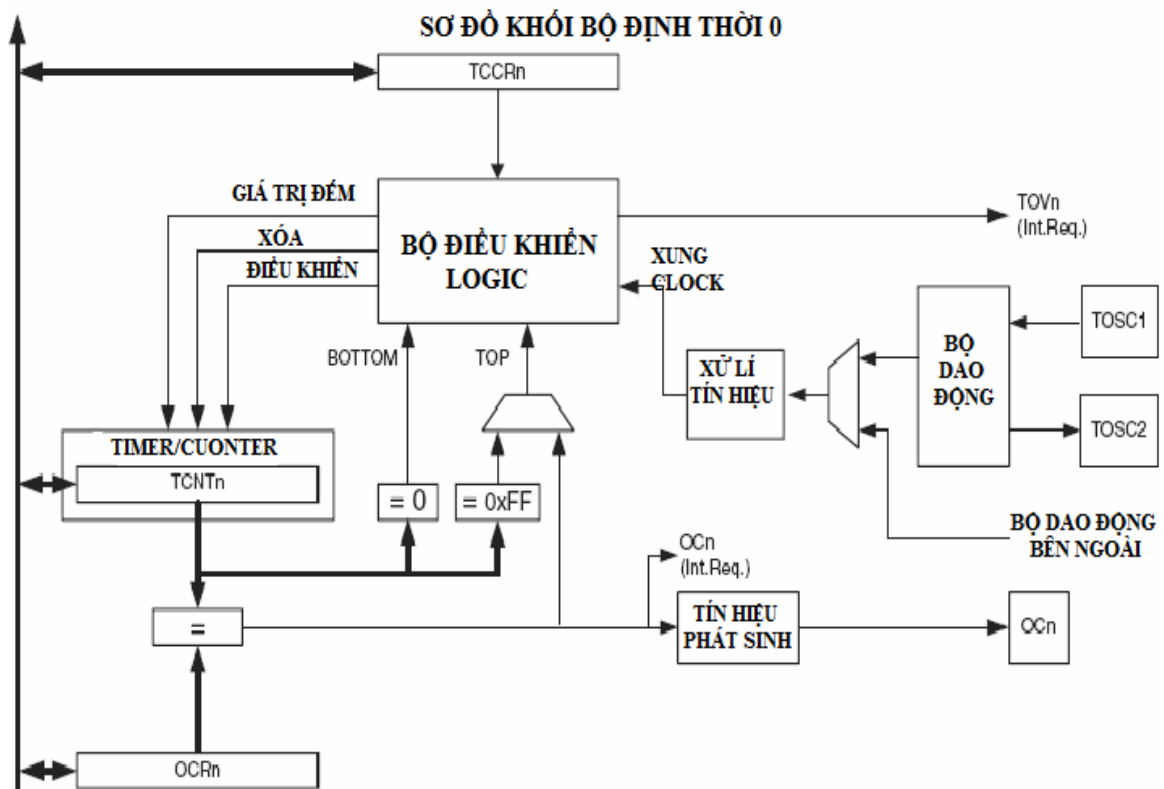 SƠ ĐỒ KHỐI BỘ ĐỊNH THỜI 0
TCCRn
GIÁ TRỊ ĐẾM
XÓA
ĐIỀU KHIỂN
BỘ ĐIỀU KHIỂN
LOGIC
TOVn
(Int.Req.)
XUNG
CLOCK
BOTTOM
TOP
XỬ LÍ
TÍN HIỆU
BỘ
DAO
ĐỘNG
TOSC1
TOSC2
TIMER/CUONTER
TCNTn
= 0
= 0xFF
BỘ DAO ĐỘNG
BÊN NGOÀI
OCn
(Int.Req.)
=
TÍN HIỆU
PHÁT SINH
OCn
OCRn